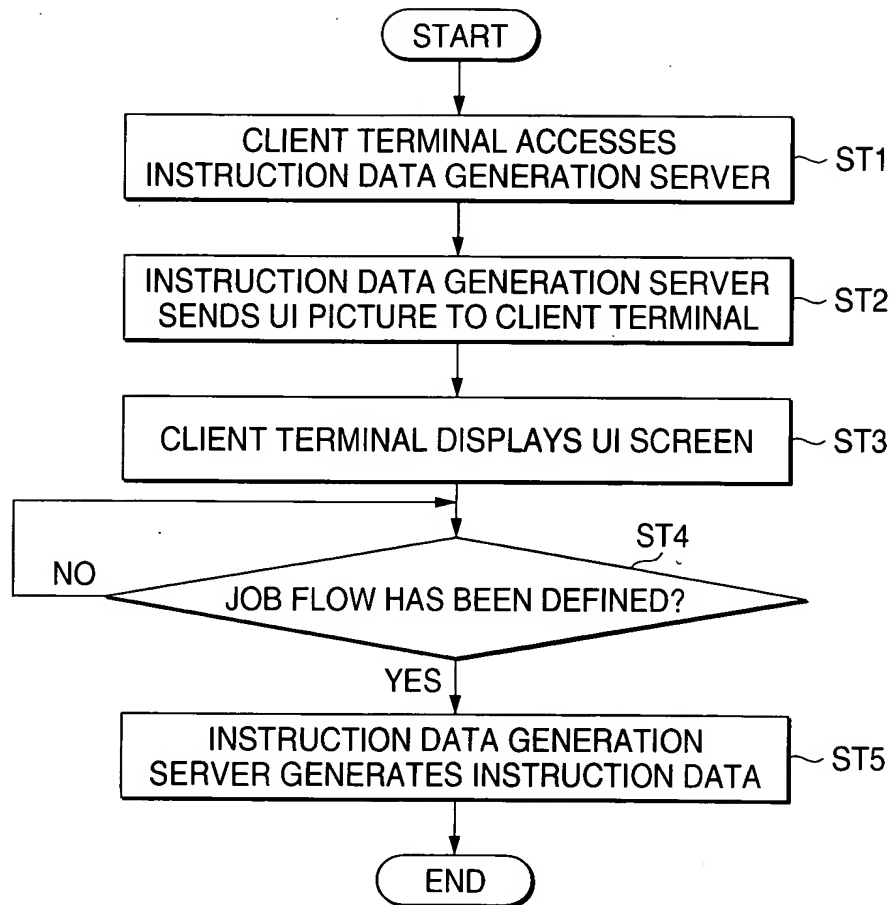 START
CLIENT TERMINAL ACCESSES
INSTRUCTION DATA GENERATION SERVER
ST1
INSTRUCTION DATA GENERATION SERVER
SENDS UI PICTURE TO CLIENT TERMINAL
ST2
CLIENT TERMINAL DISPLAYS UI SCREEN
ST3
ST4
NO
JOB FLOW HAS BEEN DEFINED?
YES
INSTRUCTION DATA GENERATION
SERVER GENERATES INSTRUCTION DATA
ST5
END